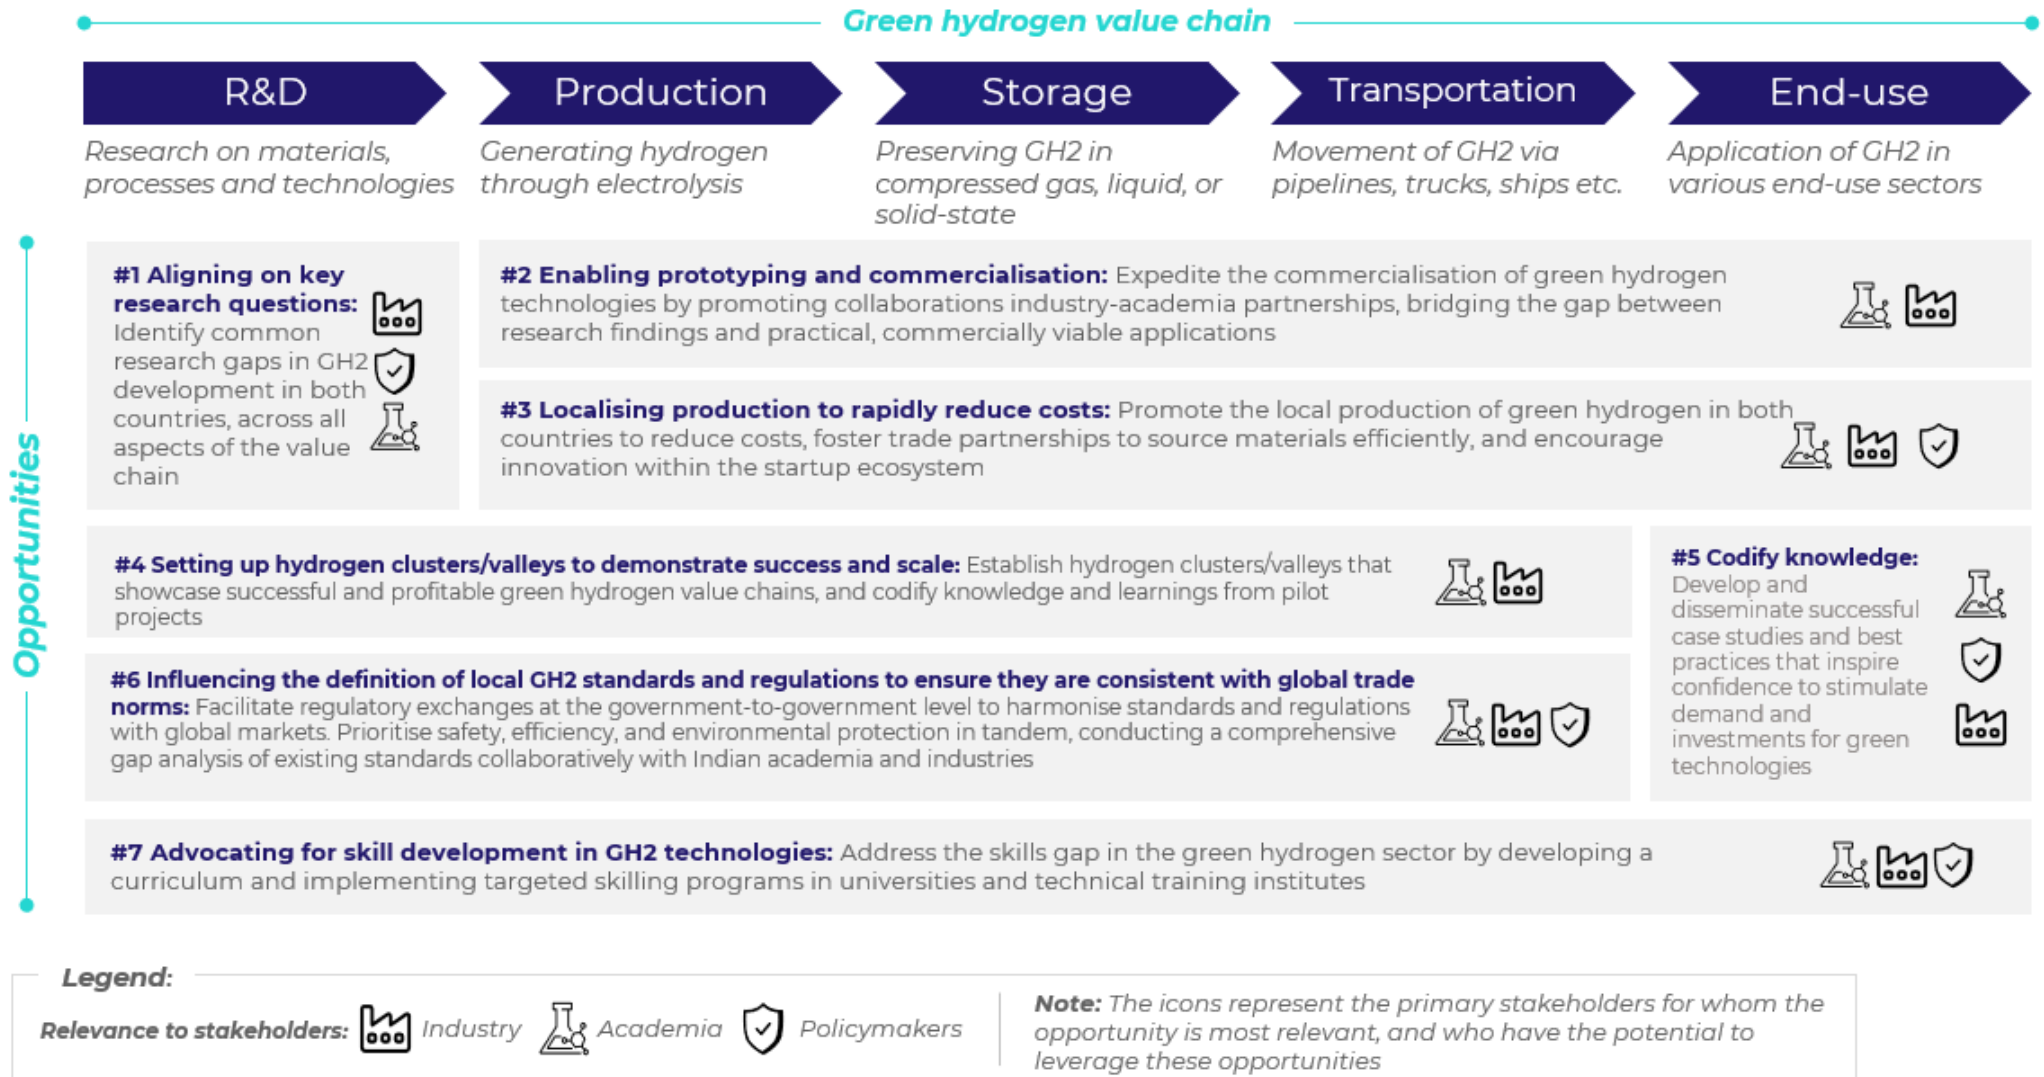 Green hydrogen value chain
R&D
Production
Storage
Transportation
End-use
Research on materials,
processes and technologies
Generating hydrogen
through electrolysis
Preserving GH2 in
compressed gas, liquid, or
solid-state
Movement of GH2 via
pipelines, trucks, ships etc.
Application of GH2 in
various end-use sectors
Opportunities
#1 Aligning on key
research questions:
Identify common
research gaps in GH2
development in both
countries, across all
aspects of the value
chain
#2 Enabling prototyping and commercialisation: Expedite the commercialisation of green hydrogen
technologies by promoting collaborations industry-academia partnerships, bridging the gap between
research findings and practical, commercially viable applications
#3 Localising production to rapidly reduce costs: Promote the local production of green hydrogen in both
countries to reduce costs, foster trade partnerships to source materials efficiently, and encourage
innovation within the startup ecosystem
#4 Setting up hydrogen clusters/valleys to demonstrate success and scale: Establish hydrogen clusters/valleys that
showcase successful and profitable green hydrogen value chains, and codify knowledge and learnings from pilot
projects
#5 Codify knowledge:
Develop and
disseminate successful
case studies and best
practices that inspire
confidence to stimulate
demand and
investments for green
technologies
#6 Influencing the definition of local GH2 standards and regulations to ensure they are consistent with global trade
norms: Facilitate regulatory exchanges at the government-to-government level to harmonise standards and regulations
with global markets. Prioritise safety, efficiency, and environmental protection in tandem, conducting a comprehensive
gap analysis of existing standards collaboratively with Indian academia and industries
#7 Advocating for skill development in GH2 technologies: Address the skills gap in the green hydrogen sector by developing a
curriculum and implementing targeted skilling programs in universities and technical training institutes
Legend:
Relevance to stakeholders: Industry Academia Policymakers
Note: The icons represent the primary stakeholders for whom the
opportunity is most relevant, and who have the potential to
leverage these opportunities